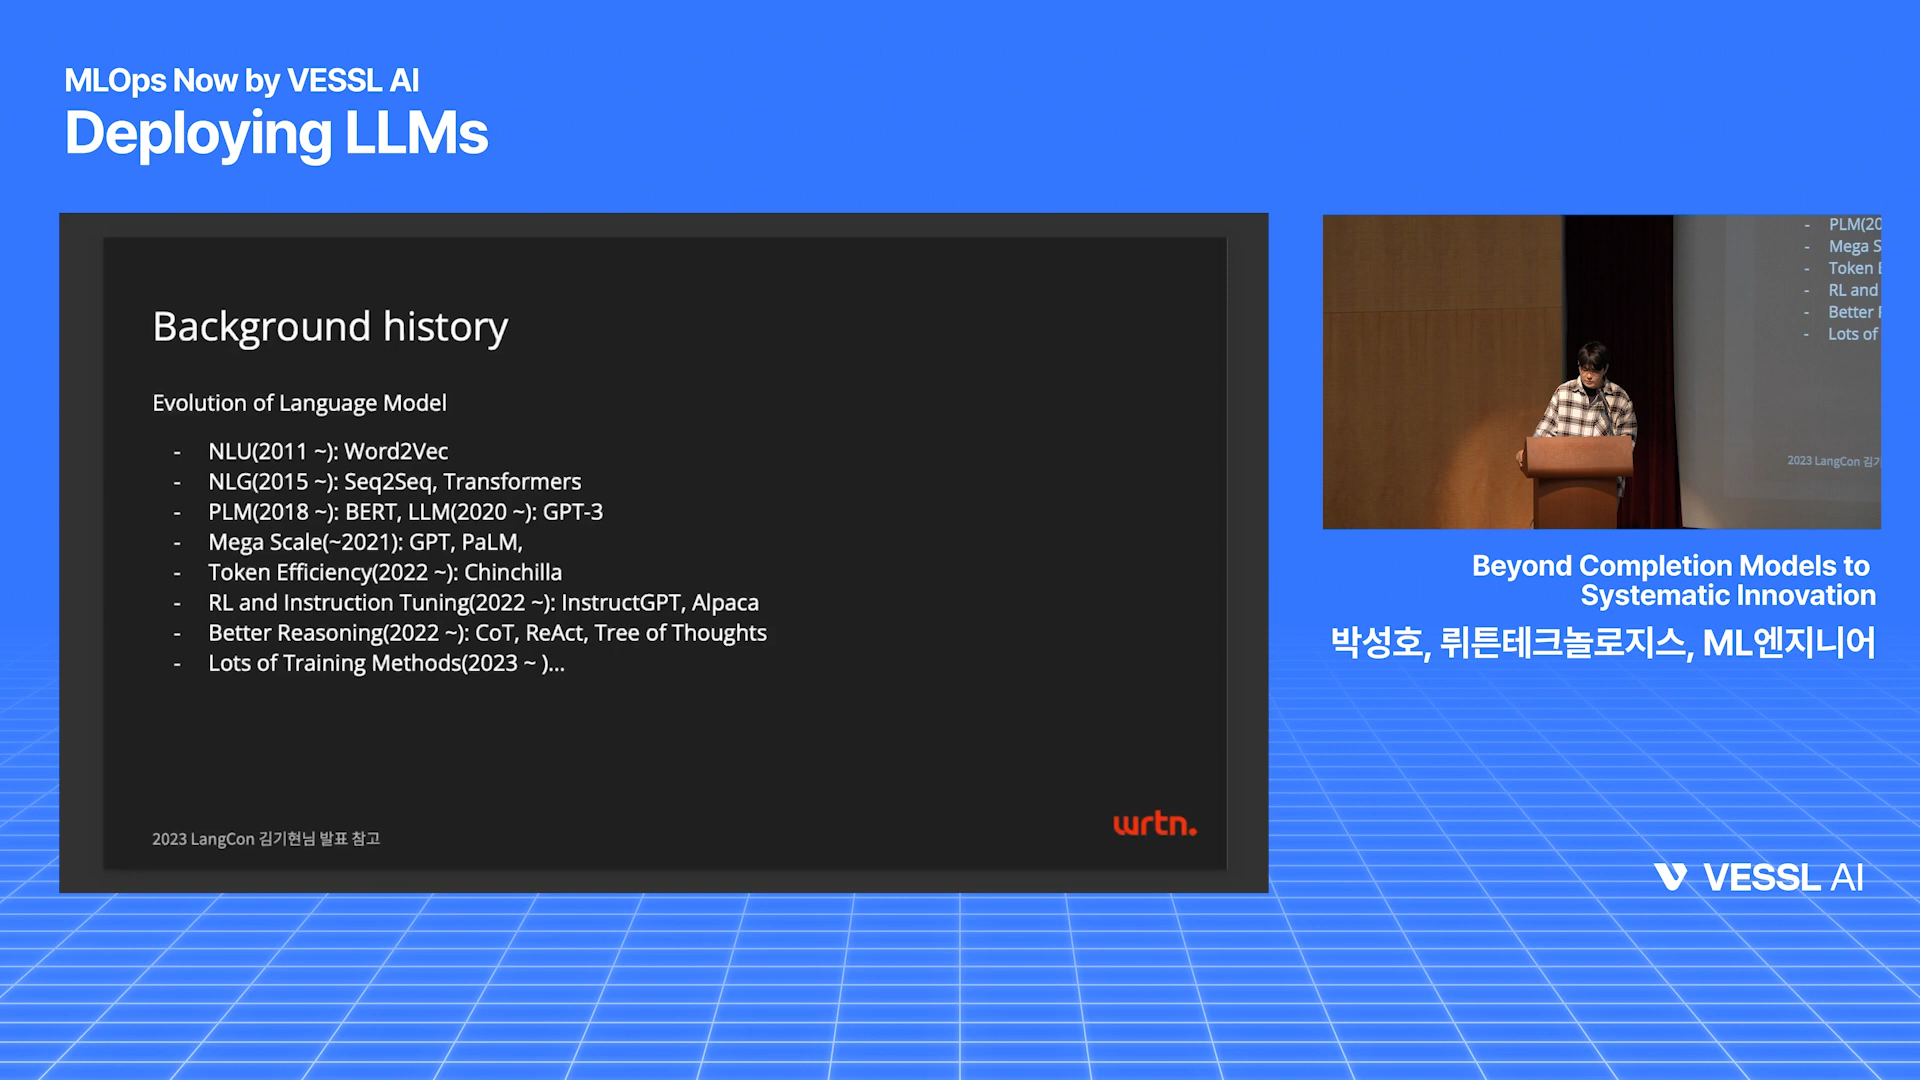 MLOps Now by VESSL AI
Deploying LLMs
Background history
Evolution of Language Model
- NLU(2011 ~): Word2Vec
- NLG(2015 ~): Seq2Seq, Transformers
- PLM(2018 ~): BERT, LLM(2020 ~): GPT-3
- Mega Scale(~2021): GPT, PaLM,
- Token Efficiency(2022 ~): Chinchilla
- RL and Instruction Tuning(2022 ~): InstructGPT, Alpaca
- Better Reasoning(2022 ~): CoT, ReAct, Tree of Thoughts
- Lots of Training Methods(2023 ~ )...
2023 LangCon 김기현님 발표 참고
wrtn.
- PLM(20
- Mega S
- Token E
- RL and
- Better R
- Lots of
2023 LangCon 김기
Beyond Completion Models to
Systematic Innovation
박성호, 뤼튼테크놀로지스, ML엔지니어
VESSL AI